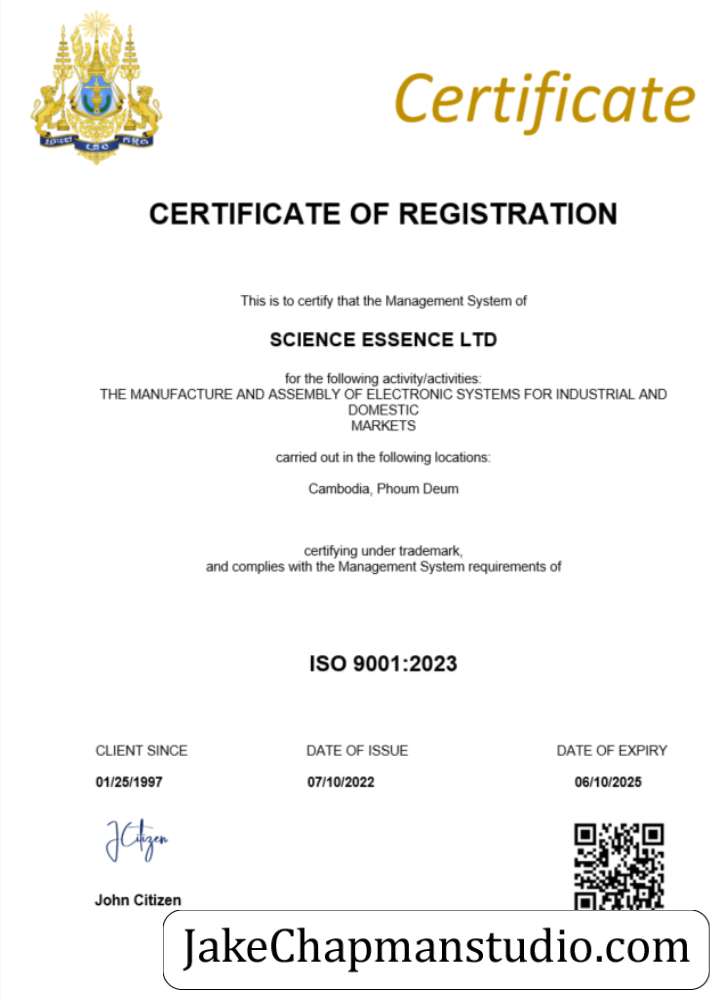 Certificate
CERTIFICATE OF REGISTRATION
This is to certify that the Management System of
SCIENCE ESSENCE LTD
for the following activity/activities:
THE MANUFACTURE AND ASSEMBLY OF ELECTRONIC SYSTEMS FOR INDUSTRIAL AND
DOMESTIC
MARKETS
carried out in the following locations:
Cambodia, Phoum Deum
certifying under trademark,
and complies with the Management System requirements of
ISO 9001:2023
CLIENT SINCE DATE OF ISSUE DATE OF EXPIRY
01/25/1997 07/10/2022 06/10/2025
JCitizen
John Citizen
JakeChapmanstudio.com